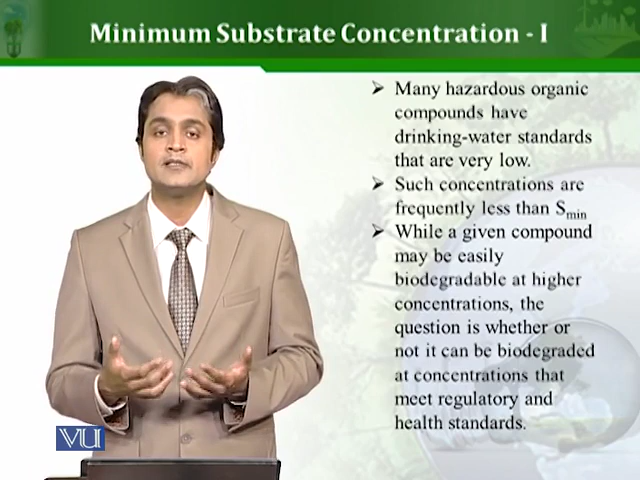 Minimum Substrate Concentration - I
➢ Many hazardous organic
compounds have
drinking-water standards
that are very low.
➢ Such concentrations are
frequently less than Smin
➢ While a given compound
may be easily
biodegradable at higher
concentrations, the
question is whether or
not it can be biodegraded
at concentrations that
meet regulatory and
health standards.
VU